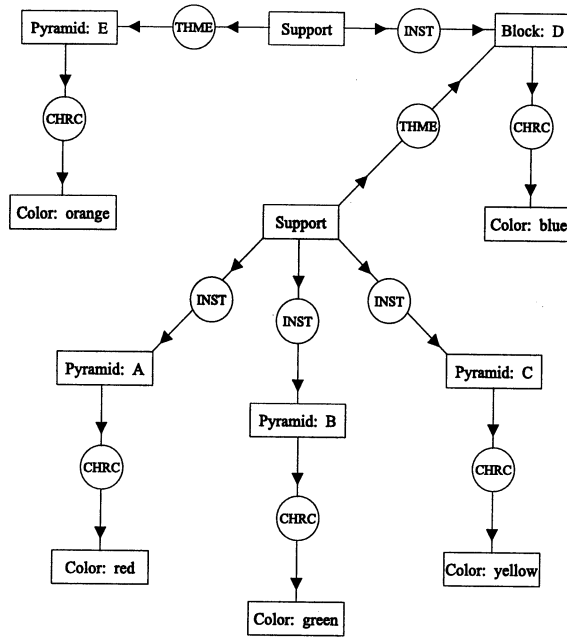 Pyramid: E
THME
Support
INST
Block: D
CHRC
THME
CHRC
Color: orange
Support
Color: blue
INST
INST
INST
Pyramid: A
Pyramid: C
Pyramid: B
CHRC
CHRC
CHRC
Color: red
Color: yellow
Color: green